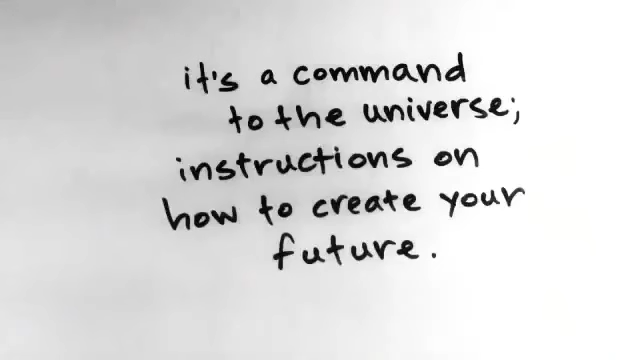 it's a command
to the universe;
instructions on
how to create your
future.